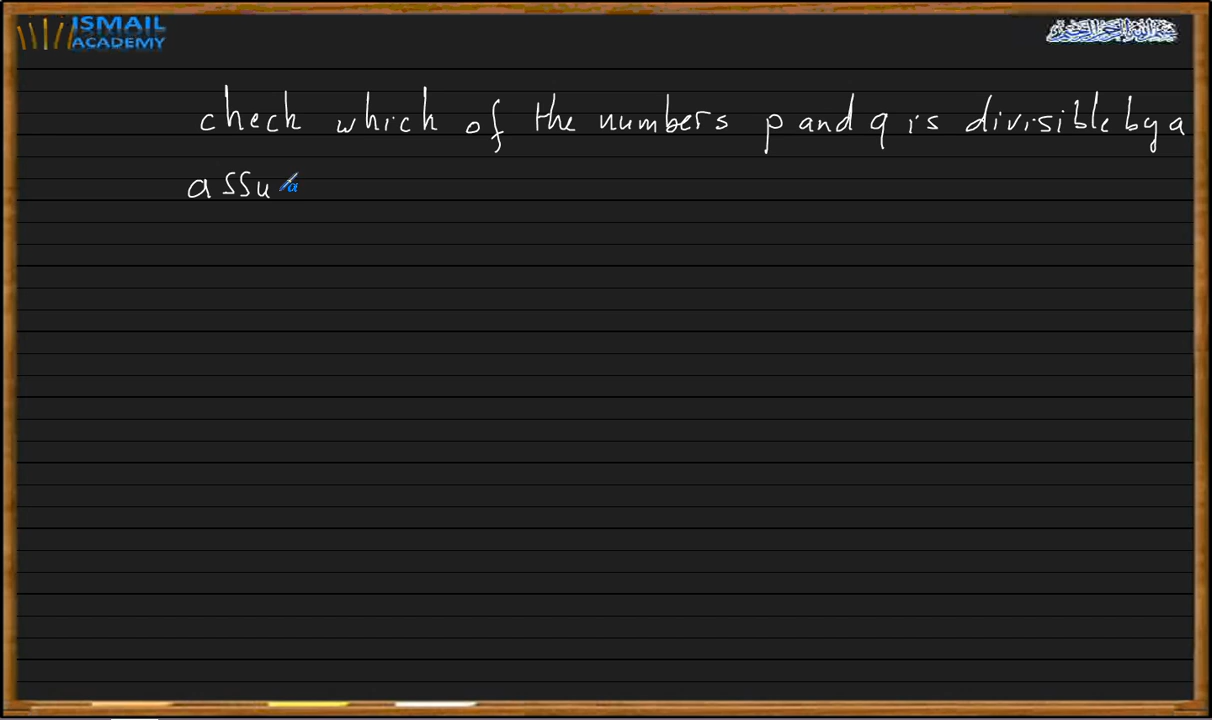 ISMAIL
ACADEMY
check which of the numbers p and q is divisible by a
assu